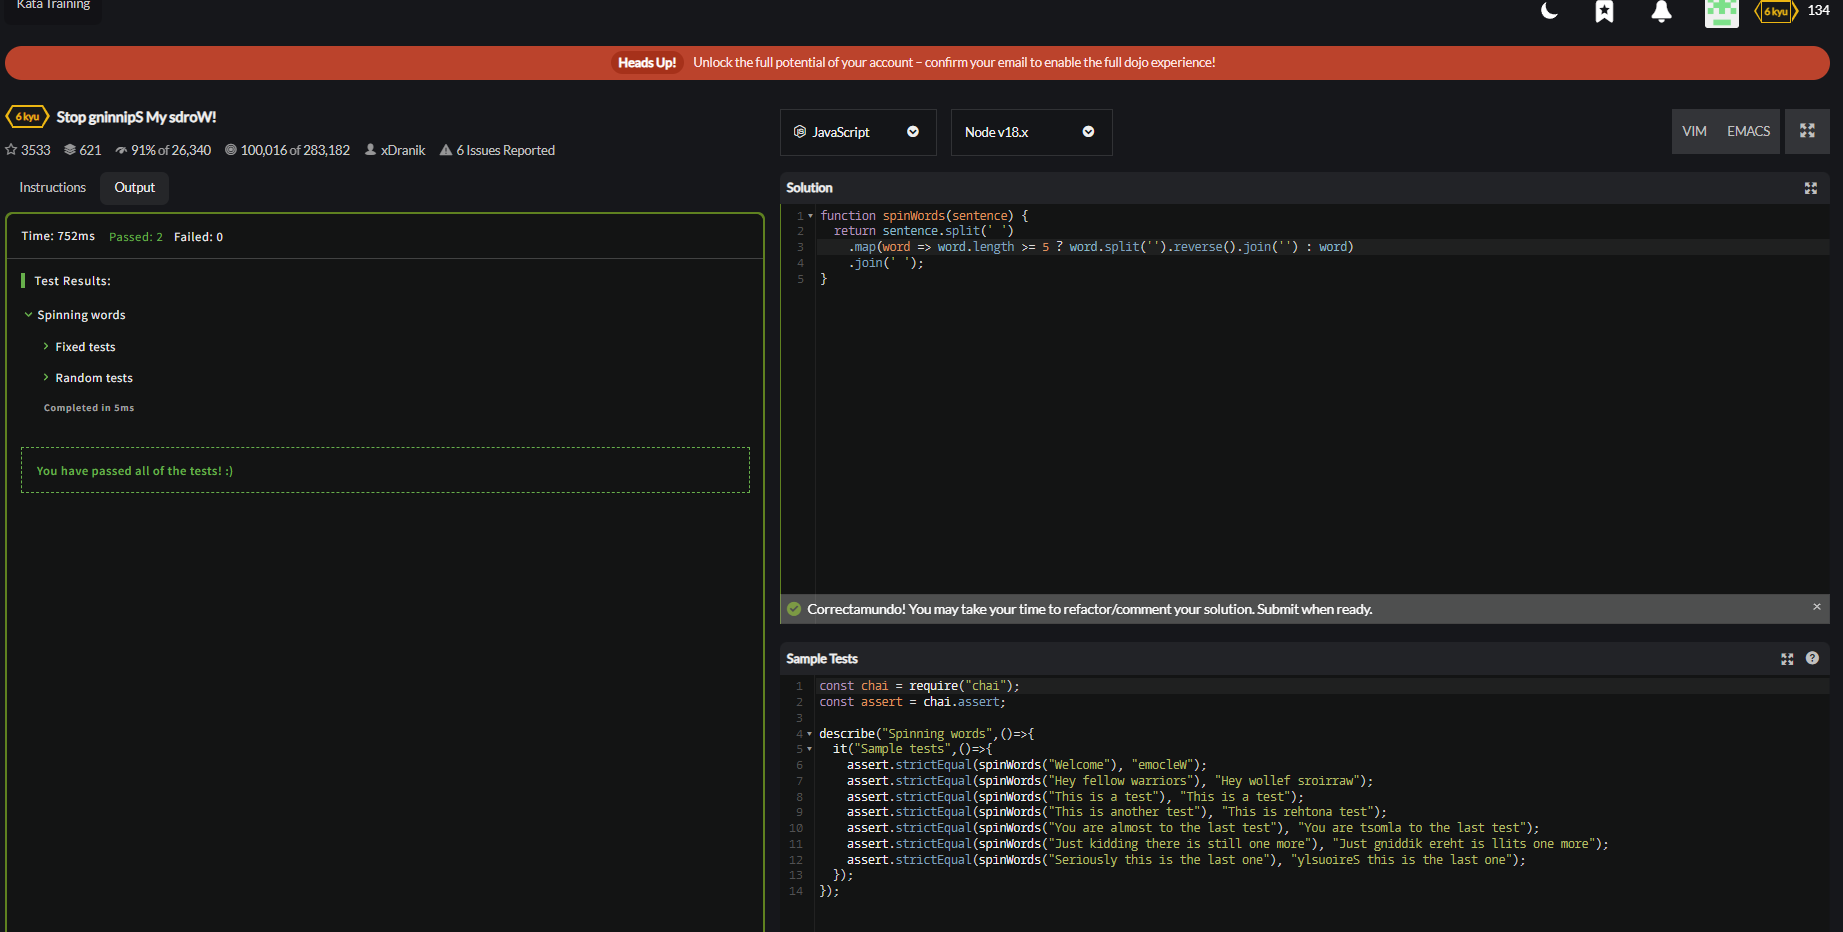 Kata Training
6 kyu 134
Heads Up! Unlock the full potential of your account – confirm your email to enable the full dojo experience!
6 kyu Stop gninnipS My sdroW!
3533 621 91% of 26,340 100,016 of 283,182 xDranik 6 Issues Reported
Instructions Output
Time: 752ms Passed: 2 Failed: 0
Test Results:
Spinning words
Fixed tests
Random tests
Completed in 5ms
You have passed all of the tests! :)
JavaScript Node v18.x VIM EMACS
Solution
1 function spinWords(sentence) {
2   return sentence.split(' ')
3     .map(word => word.length >= 5 ? word.split('').reverse().join('') : word)
4     .join(' ');
5 }
Correctamundo! You may take your time to refactor/comment your solution. Submit when ready. ×
Sample Tests ?
1 const chai = require("chai");
2 const assert = chai.assert;
3
4 describe("Spinning words",()=>{
5   it("Sample tests",()=>{
6     assert.strictEqual(spinWords("Welcome"), "emocleW");
7     assert.strictEqual(spinWords("Hey fellow warriors"), "Hey wollef sroirraw");
8     assert.strictEqual(spinWords("This is a test"), "This is a test");
9     assert.strictEqual(spinWords("This is another test"), "This is rehtona test");
10     assert.strictEqual(spinWords("You are almost to the last test"), "You are tsomla to the last test");
11     assert.strictEqual(spinWords("Just kidding there is still one more"), "Just gniddik ereht is llits one more");
12     assert.strictEqual(spinWords("Seriously this is the last one"), "ylsuoireS this is the last one");
13   });
14 });